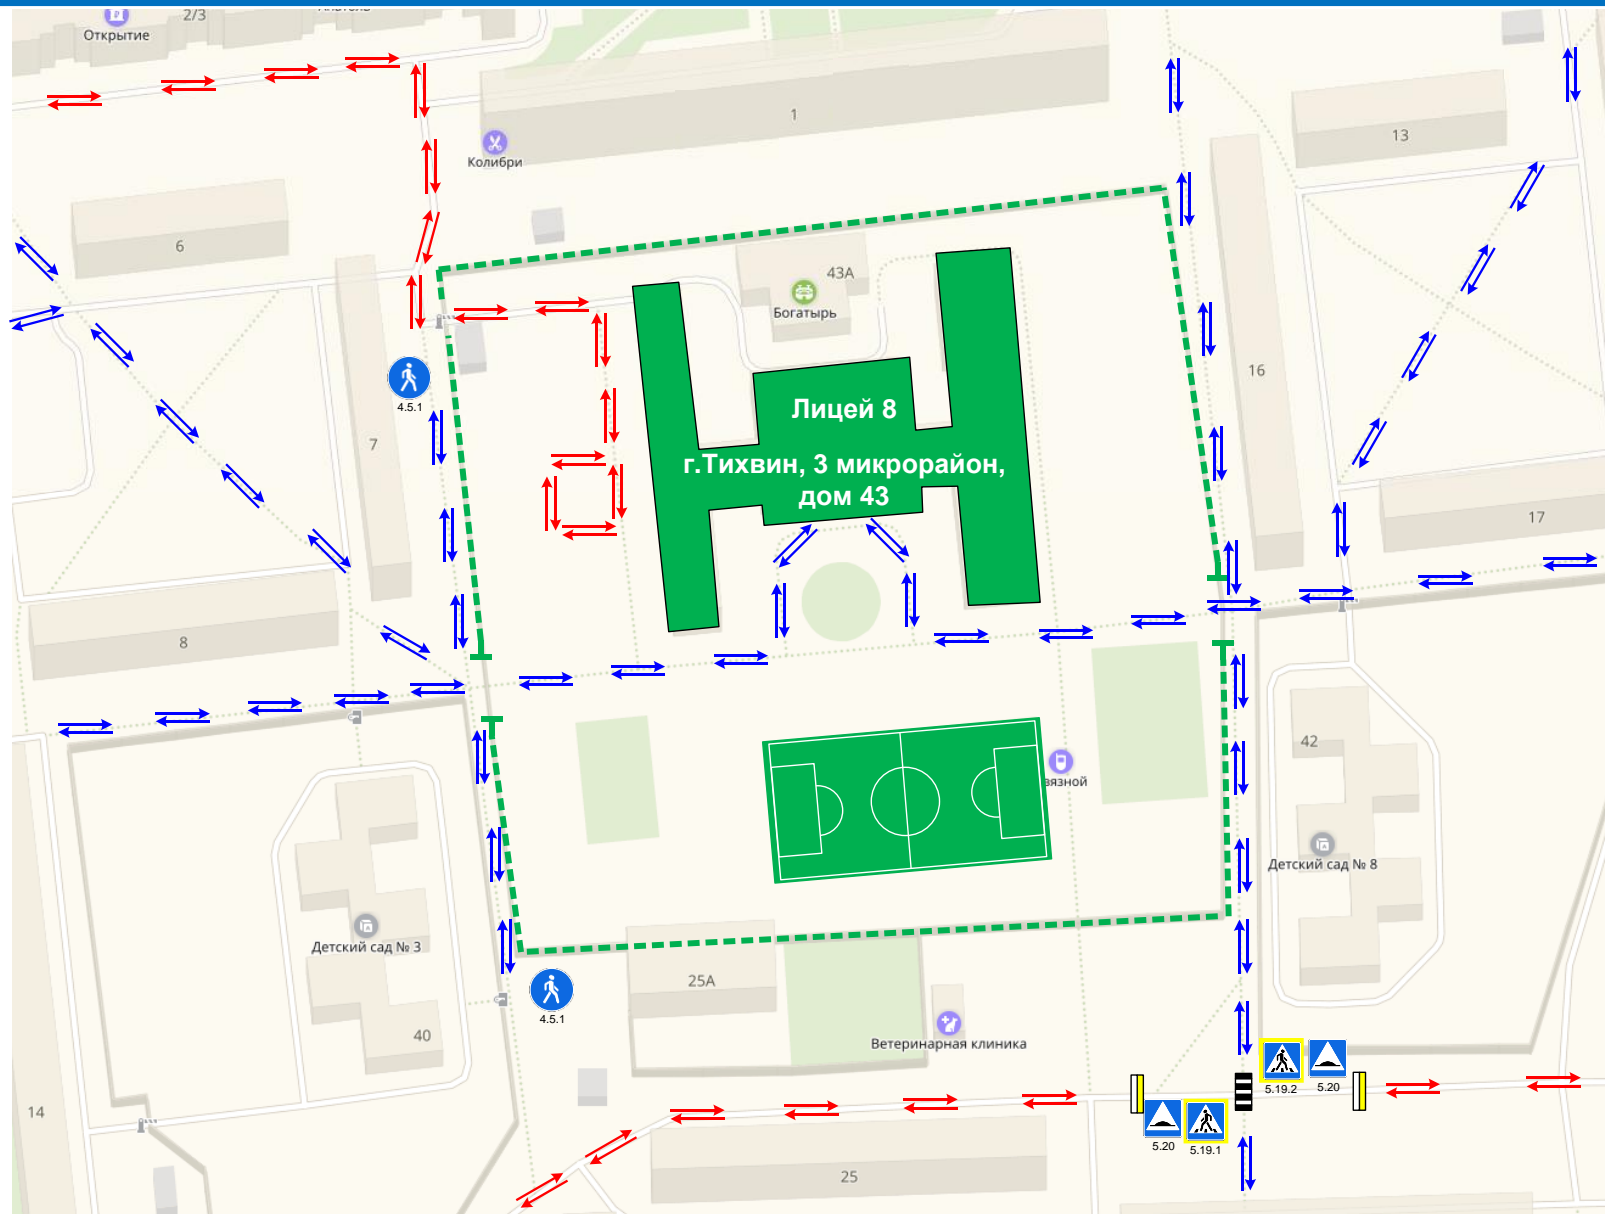 2/3
Открытие
1
13
Колибри
6
43А
Богатырь
16
4.5.1
7
Лицей 8
г.Тихвин, 3 микрорайон,
дом 43
17
8
42
вязной
Детский сад № 8
Детский сад № 3
25А
4.5.1
40
Ветеринарная клиника
5.19.2
5.20
14
5.20
5.19.1
25